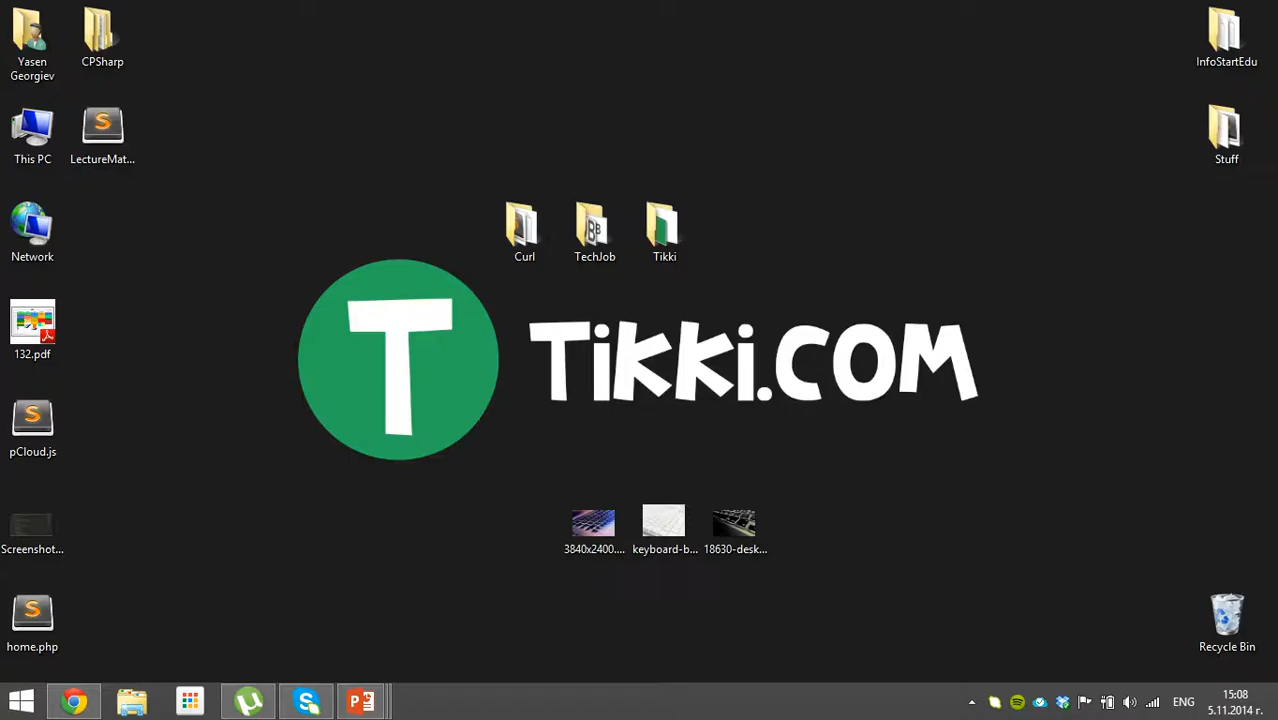 Yasen
Georgiev
CPSharp
InfoStartEdu
This PC
LectureMat...
Stuff
Network
Curl
TechJob
Tikki
132.pdf
T
Tikki.COM
pCloud.js
Screenshot...
3840x2400....
keyboard-b...
18630-desk...
home.php
Recycle Bin
ЕНГ
15:08
5.11.2014 г.